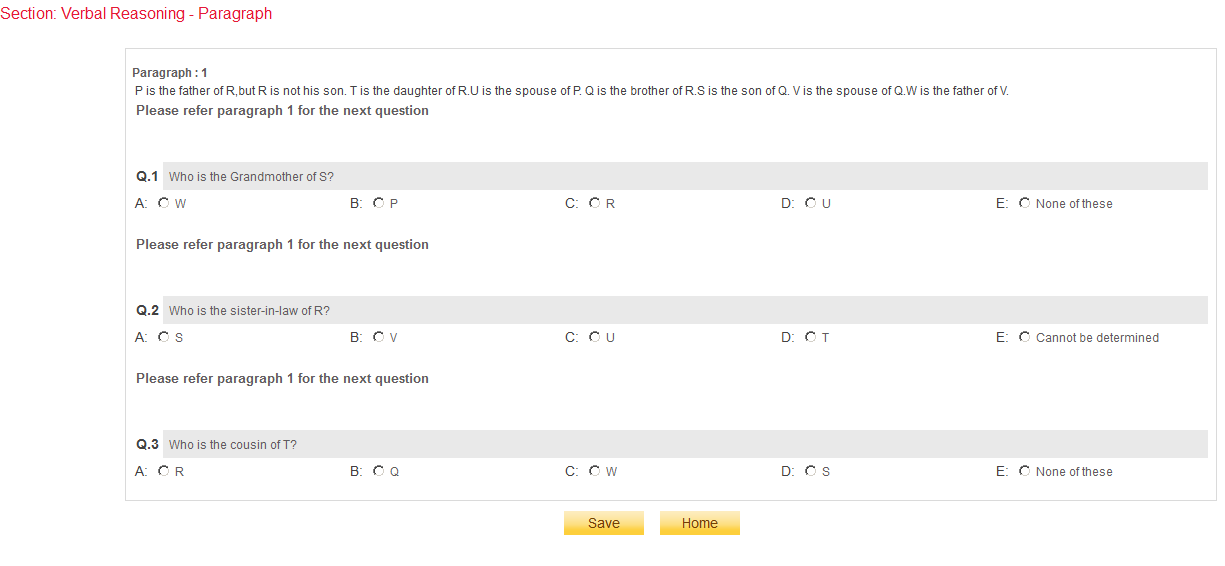 Section: Verbal Reasoning - Paragraph
Paragraph : 1
P is the father of R,but R is not his son. T is the daughter of R.U is the spouse of P. Q is the brother of R.S is the son of Q. V is the spouse of Q.W is the father of V.
Please refer paragraph 1 for the next question
Q.1 Who is the Grandmother of S?
A: W B: P C: R D: U E: None of these
Please refer paragraph 1 for the next question
Q.2 Who is the sister-in-law of R?
A: S B: V C: U D: T E: Cannot be determined
Please refer paragraph 1 for the next question
Q.3 Who is the cousin of T?
A: R B: Q C: W D: S E: None of these
Save Home